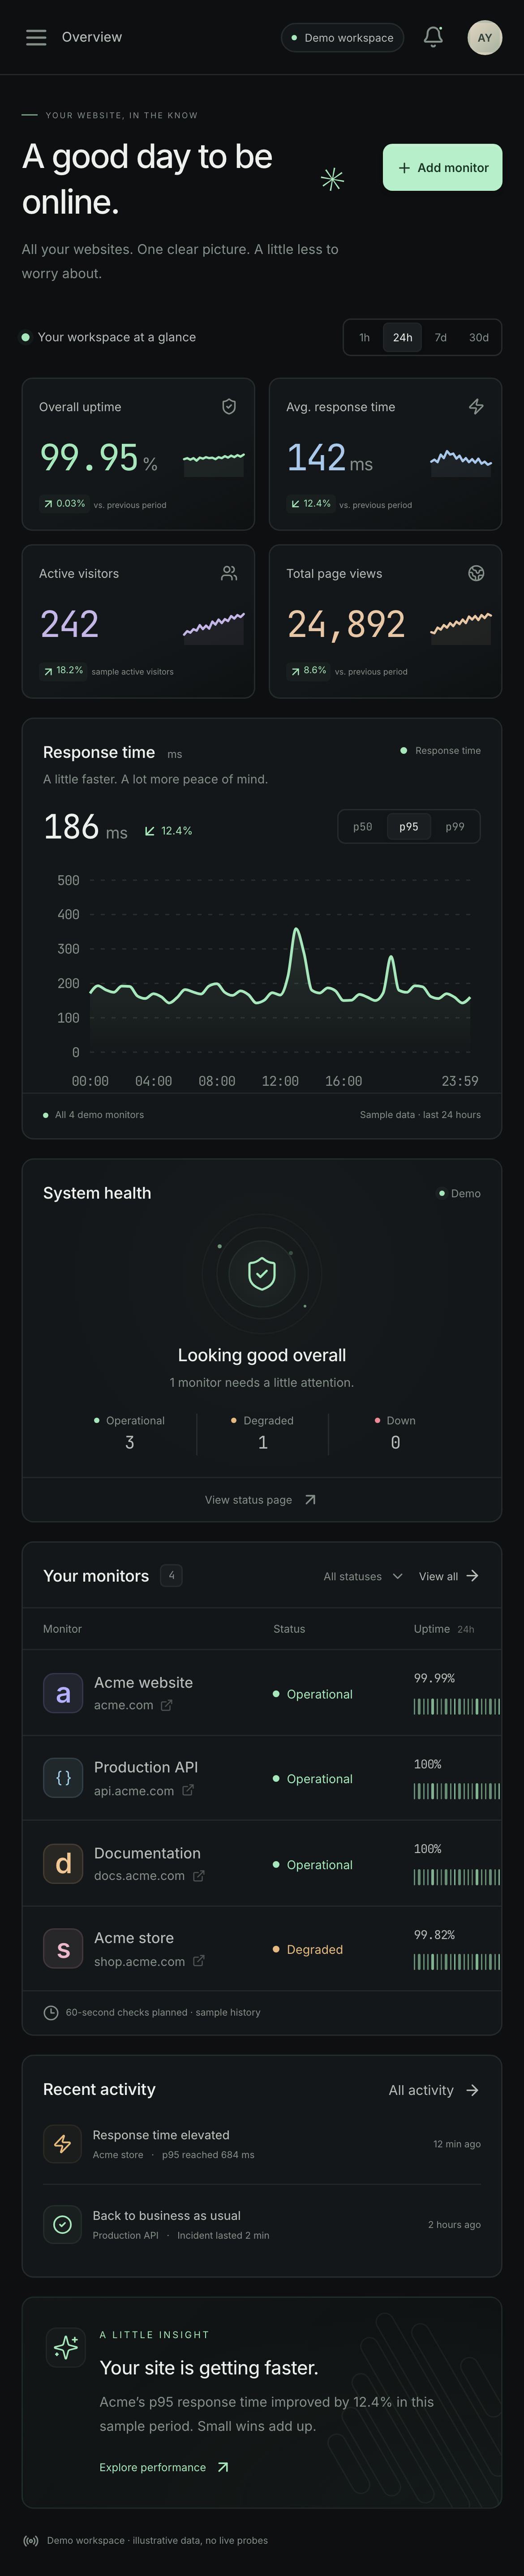 Overview
Demo workspace
AY
YOUR WEBSITE, IN THE KNOW
A good day to be
online.
Add monitor
All your websites. One clear picture. A little less to
worry about.
Your workspace at a glance
1h 24h 7d 30d
Overall uptime
99.95 %
0.03% vs. previous period
Avg. response time
142 ms
12.4% vs. previous period
Active visitors
242
18.2% sample active visitors
Total page views
24,892
8.6% vs. previous period
Response time ms
Response time
A little faster. A lot more peace of mind.
186 ms 12.4%
p50 p95 p99
500
400
300
200
100
0
00:00 04:00 08:00 12:00 16:00 23:59
All 4 demo monitors
Sample data · last 24 hours
System health
Demo
Looking good overall
1 monitor needs a little attention.
Operational Degraded Down
3 1 0
View status page
Your monitors 4
All statuses
View all
Monitor Status Uptime 24h
a
Acme website
acme.com
Operational
99.99%
{}
Production API
api.acme.com
Operational
100%
d
Documentation
docs.acme.com
Operational
100%
s
Acme store
shop.acme.com
Degraded
99.82%
60-second checks planned · sample history
Recent activity
All activity
Response time elevated
Acme store · p95 reached 684 ms
12 min ago
Back to business as usual
Production API · Incident lasted 2 min
2 hours ago
A LITTLE INSIGHT
Your site is getting faster.
Acme’s p95 response time improved by 12.4% in this
sample period. Small wins add up.
Explore performance
Demo workspace · illustrative data, no live probes